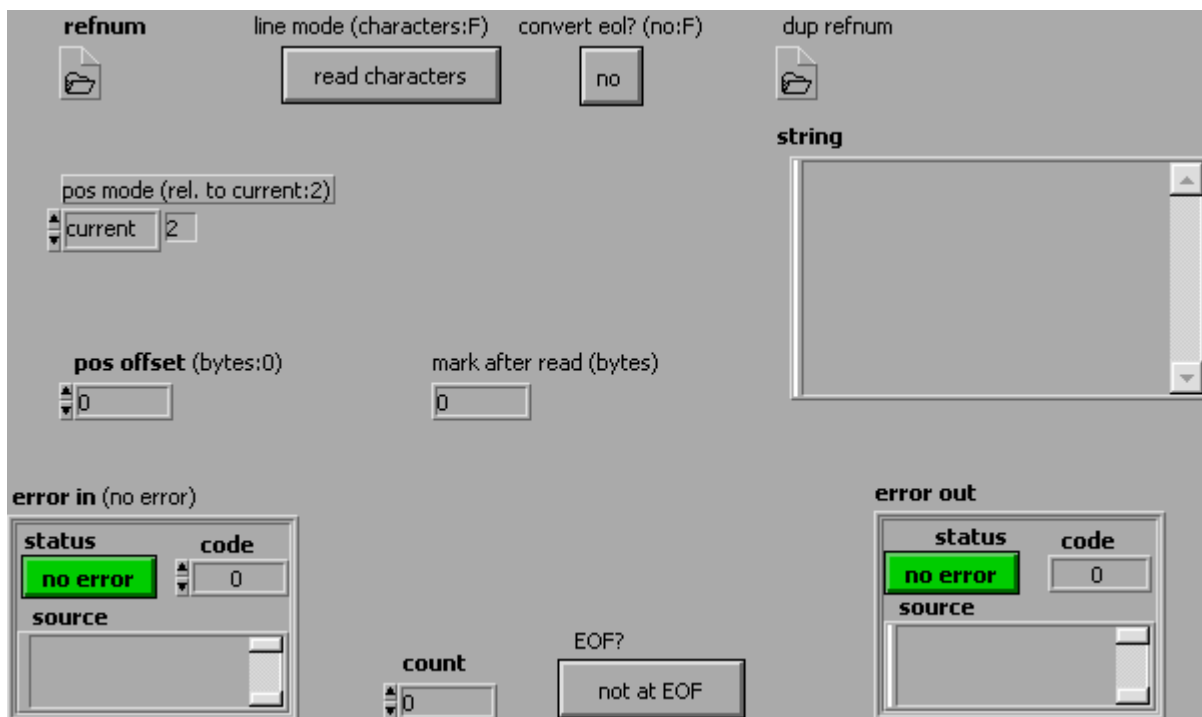 refnum
line mode (characters:F)
convert eol? (no:F)
dup refnum
read characters
no
string
pos mode (rel. to current:2)
current
2
pos offset (bytes:0)
mark after read (bytes)
0
0
error in (no error)
error out
status
code
no error
0
source
status
code
no error
0
source
EOF?
count
not at EOF
0